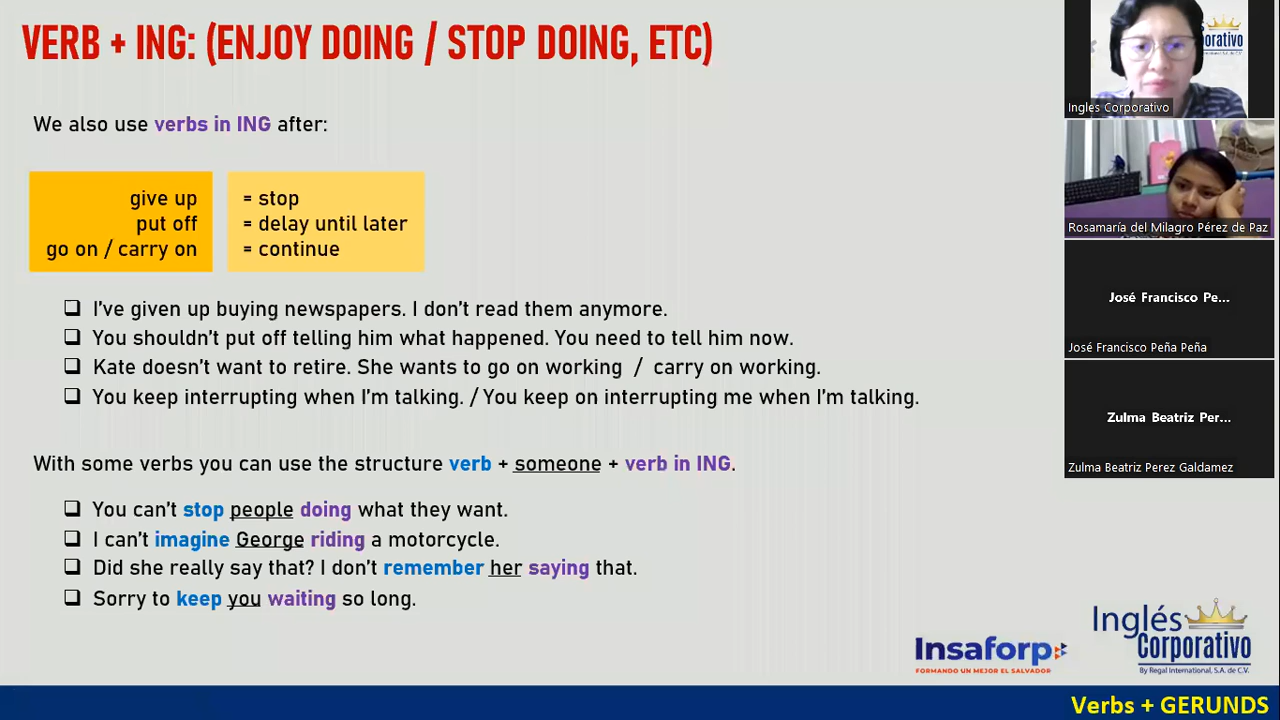 VERB + ING: (ENJOY DOING / STOP DOING, ETC)
We also use verbs in ING after:
give up = stop
put off = delay until later
go on / carry on = continue
❑ I've given up buying newspapers. I don't read them anymore.
❑ You shouldn't put off telling him what happened. You need to tell him now.
❑ Kate doesn't want to retire. She wants to go on working / carry on working.
❑ You keep interrupting when I'm talking. / You keep on interrupting me when I'm talking.
With some verbs you can use the structure verb + someone + verb in ING.
❑ You can't stop people doing what they want.
❑ I can't imagine George riding a motorcycle.
❑ Did she really say that? I don't remember her saying that.
❑ Sorry to keep you waiting so long.
Insaforp
FORMANDO UN MEJOR EL SALVADOR
Inglés
Corporativo
By Regal International, S.A. de C.V.
Verbs + GERUNDS
orativo
Ingles Corporativo
Rosamaría del Milagro Pérez de Paz
José Francisco Pe...
José Francisco Peña Peña
Zulma Beatriz Per...
Zulma Beatriz Perez Galdamez